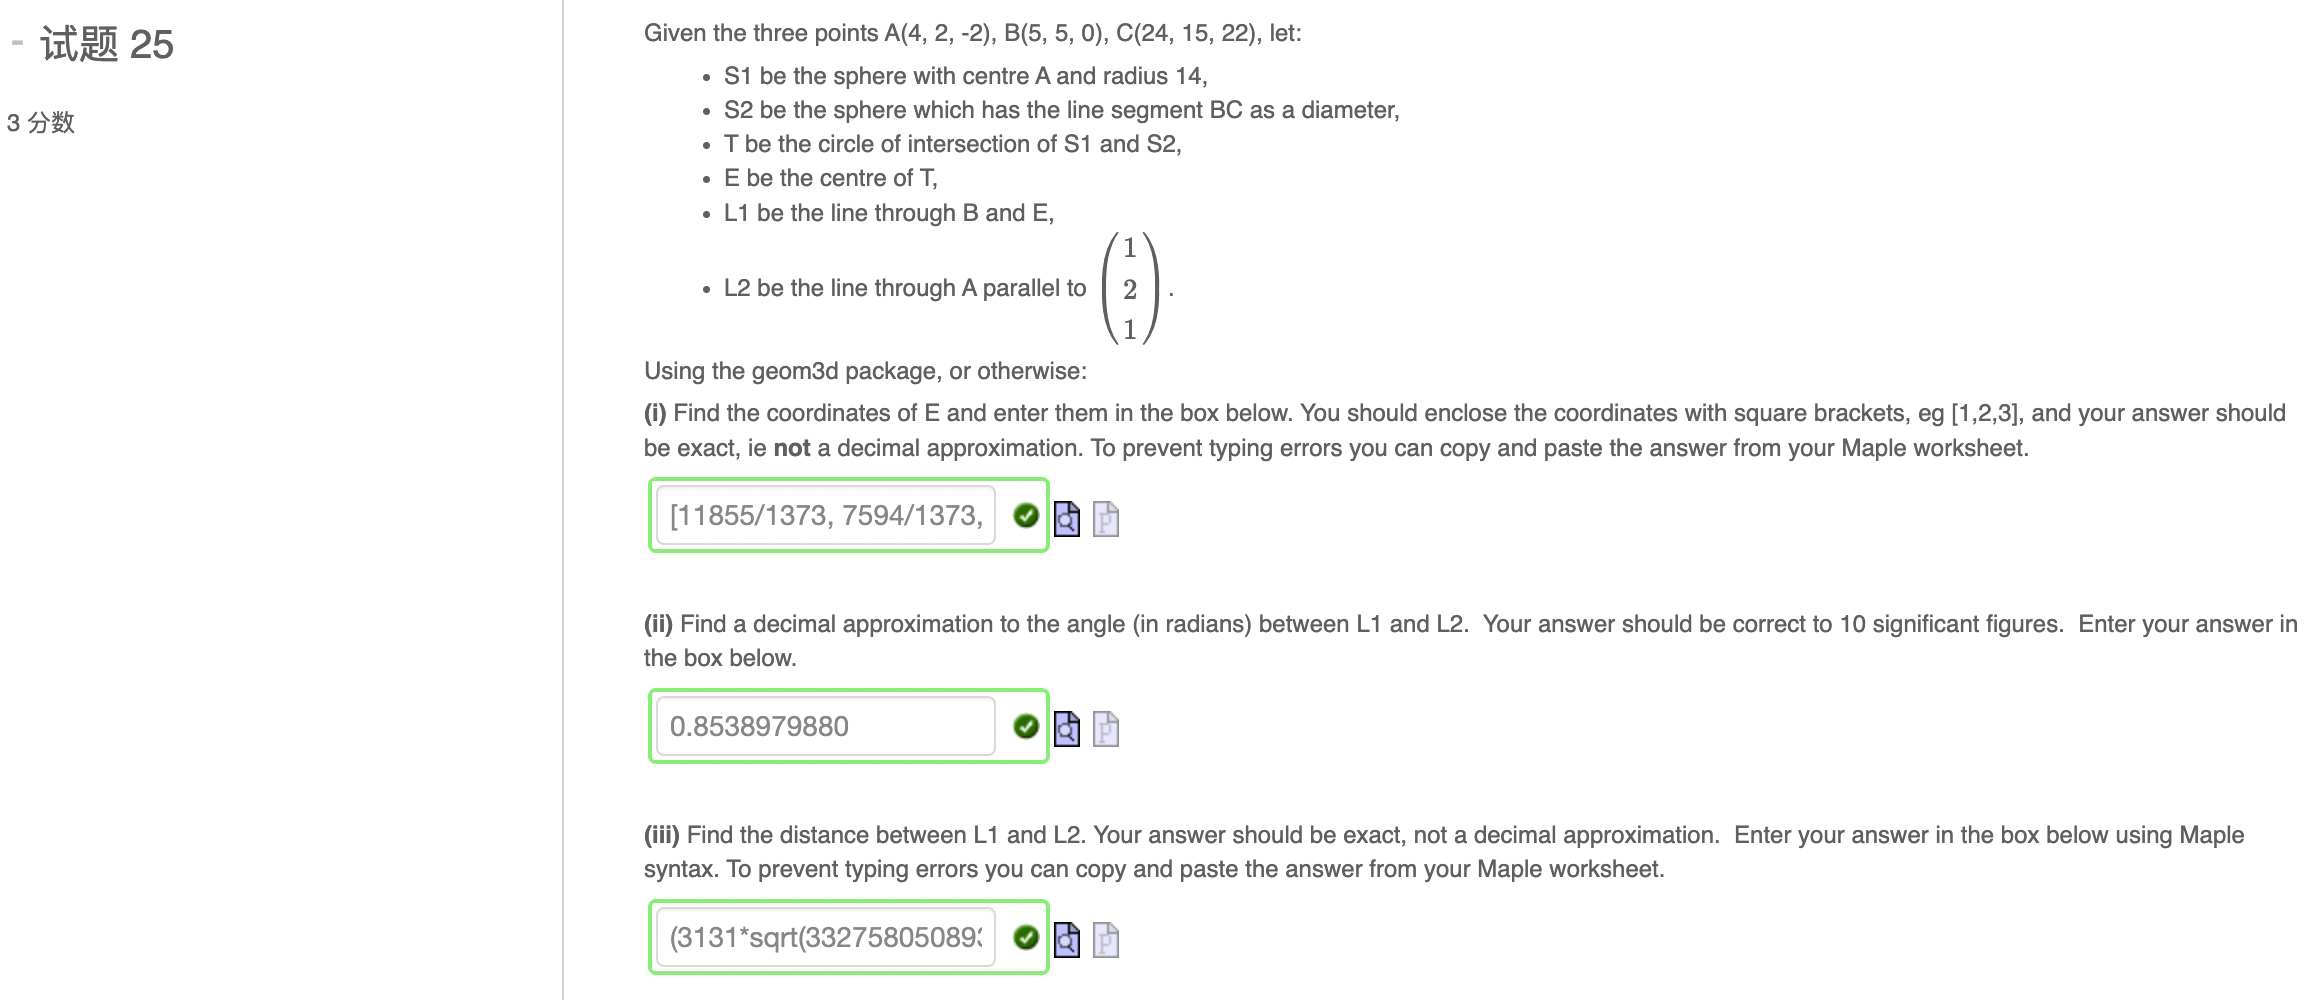 - 试题 25
3 分数
Given the three points A(4, 2, -2), B(5, 5, 0), C(24, 15, 22), let:
• S1 be the sphere with centre A and radius 14,
• S2 be the sphere which has the line segment BC as a diameter,
• T be the circle of intersection of S1 and S2,
• E be the centre of T,
• L1 be the line through B and E,
1
• L2 be the line through A parallel to ( 2 ) .
1
Using the geom3d package, or otherwise:
(i) Find the coordinates of E and enter them in the box below. You should enclose the coordinates with square brackets, eg [1,2,3], and your answer should
be exact, ie not a decimal approximation. To prevent typing errors you can copy and paste the answer from your Maple worksheet.
[11855/1373, 7594/1373,
(ii) Find a decimal approximation to the angle (in radians) between L1 and L2.  Your answer should be correct to 10 significant figures.  Enter your answer in
the box below.
0.8538979880
(iii) Find the distance between L1 and L2. Your answer should be exact, not a decimal approximation.  Enter your answer in the box below using Maple
syntax. To prevent typing errors you can copy and paste the answer from your Maple worksheet.
(3131*sqrt(33275805089